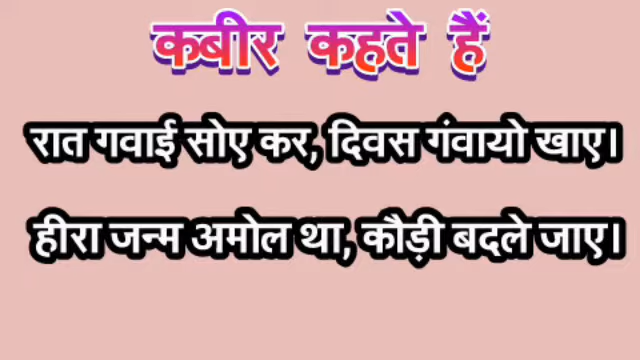 कबीर कहते हैं
रात गवाई सोए कर, दिवस गंवायो खाए।
हीरा जन्म अमोल था, कौड़ी बदले जाए।